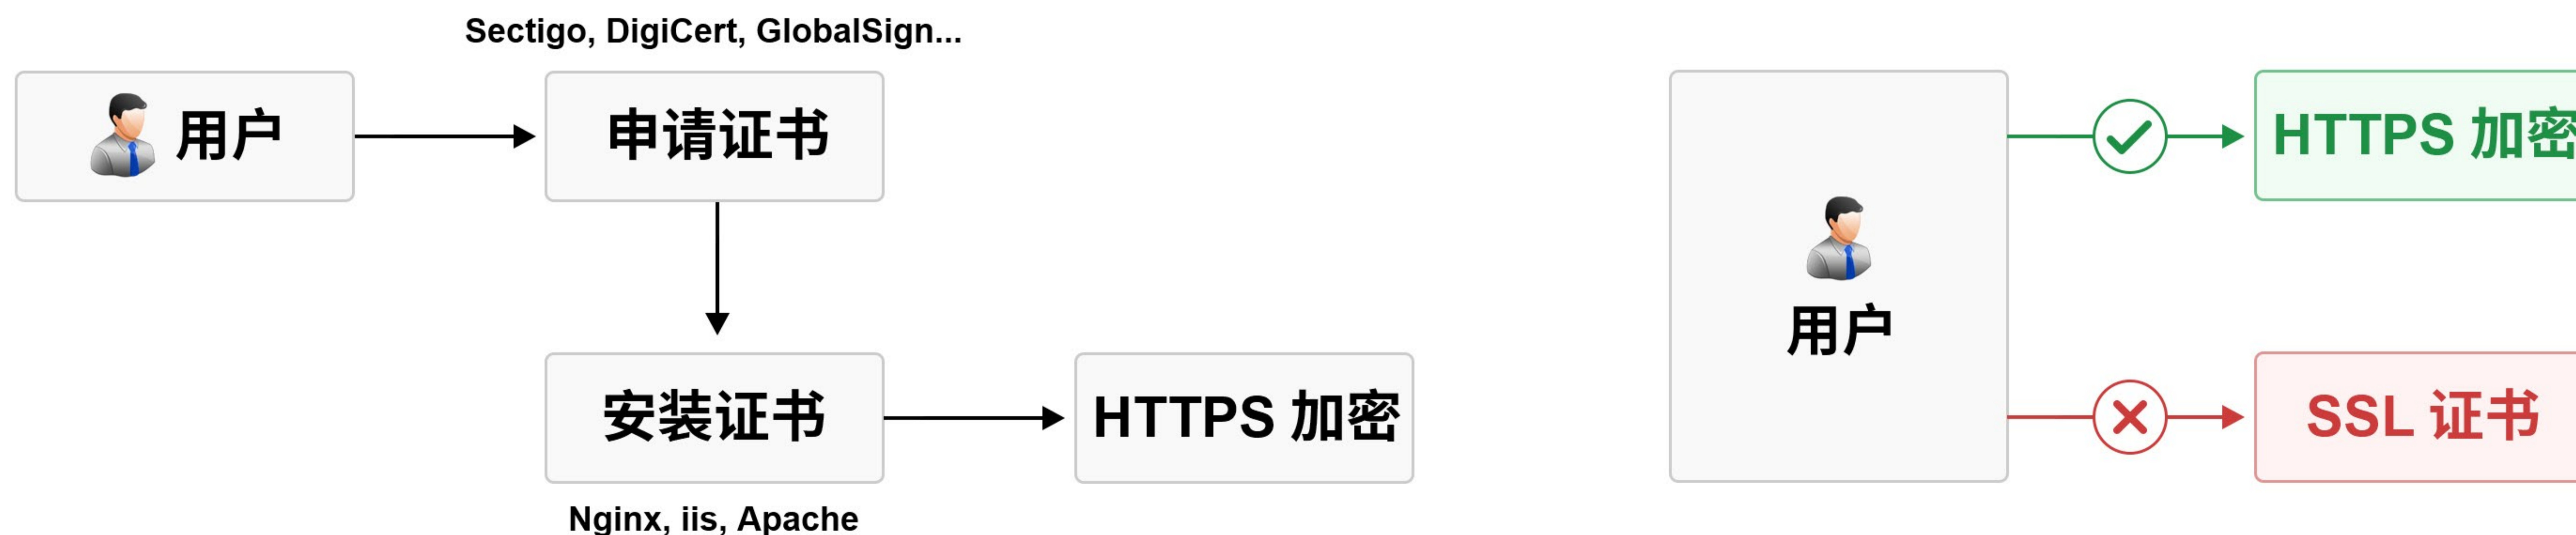 Sectigo, DigiCert, GlobalSign...
用户
申请证书
安装证书
HTTPS 加密
Nginx, iis, Apache
用户
HTTPS 加密
SSL 证书